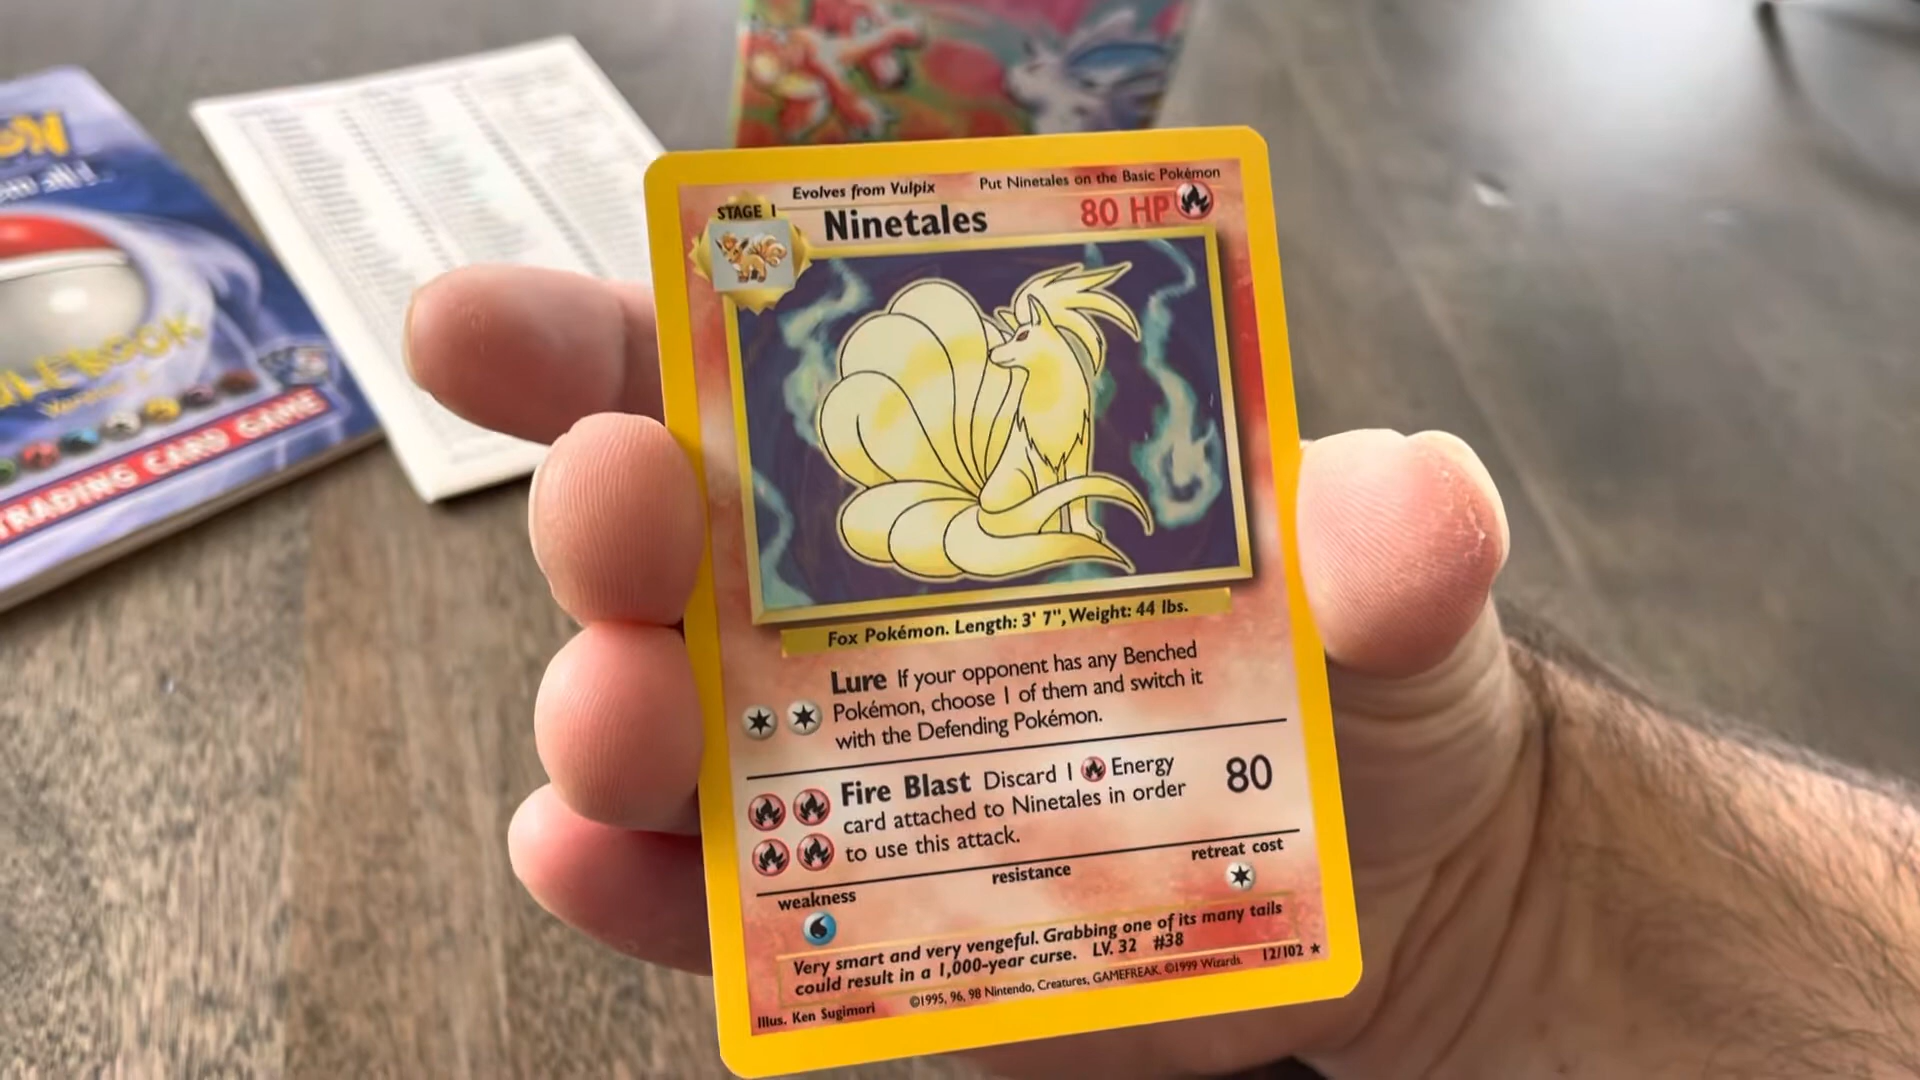 Evolves from Vulpix
Put Ninetales on the Basic Pokémon
STAGE 1
Ninetales
80 HP
Fox Pokémon. Length: 3' 7", Weight: 44 lbs.
Lure If your opponent has any Benched
Pokémon, choose 1 of them and switch it
with the Defending Pokémon.
Fire Blast Discard 1 Energy
card attached to Ninetales in order
to use this attack.
80
weakness
resistance
retreat cost
Very smart and very vengeful. Grabbing one of its many tails
could result in a 1,000-year curse. LV. 32 #38
Illus. Ken Sugimori
©1995, 96, 98 Nintendo, Creatures, GAMEFREAK. ©1999 Wizards.
12/102 ★
TRADING CARD GAME